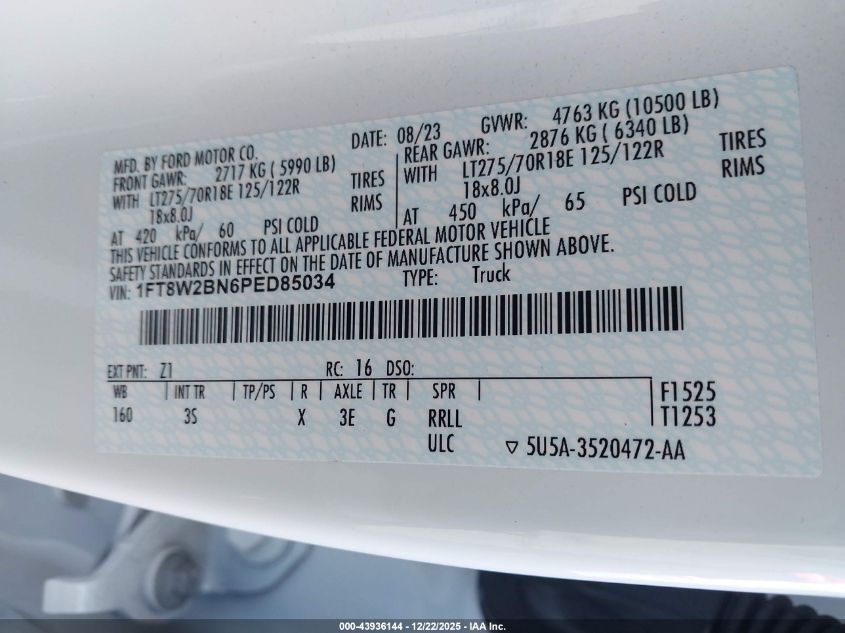 MFD. BY FORD MOTOR CO. DATE: 08/23 GVWR: 4763 KG (10500 LB)
FRONT GAWR: 2717 KG ( 5990 LB) REAR GAWR: 2876 KG ( 6340 LB)
WITH LT275/70R18E 125/122R TIRES WITH LT275/70R18E 125/122R TIRES
18x8.0J RIMS 18x8.0J RIMS
AT 420 kPa/ 60 PSI COLD AT 450 kPa/ 65 PSI COLD
THIS VEHICLE CONFORMS TO ALL APPLICABLE FEDERAL MOTOR VEHICLE
SAFETY STANDARDS IN EFFECT ON THE DATE OF MANUFACTURE SHOWN ABOVE.
VIN: 1FT8W2BN6PED85034 TYPE: Truck
EXT PNT: Z1 RC: 16 DSO:
WB INT TR TP/PS R AXLE TR SPR F1525
160 3S X 3E G RRLL T1253
ULC 5U5A-3520472-AA
000-43936144 - 12/22/2025 - IAA Inc.